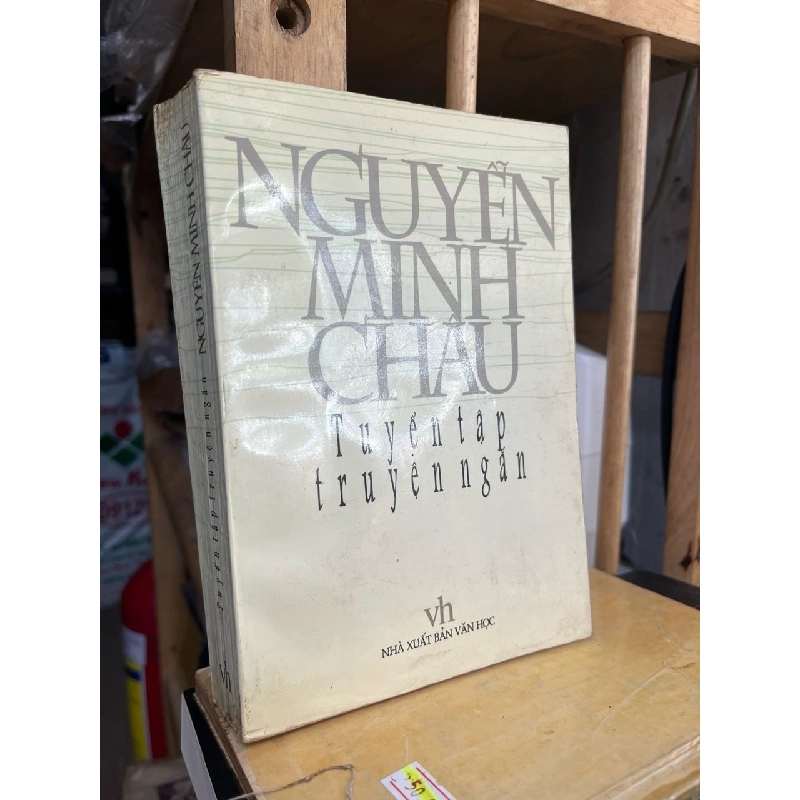 NGUYỄN
MINH
CHÂU
Tuyển tập
truyện ngắn
vh
NHÀ XUẤT BẢN VĂN HỌC
Tuyển tập truyện ngắn NGUYỄN MINH CHÂU
vh
50